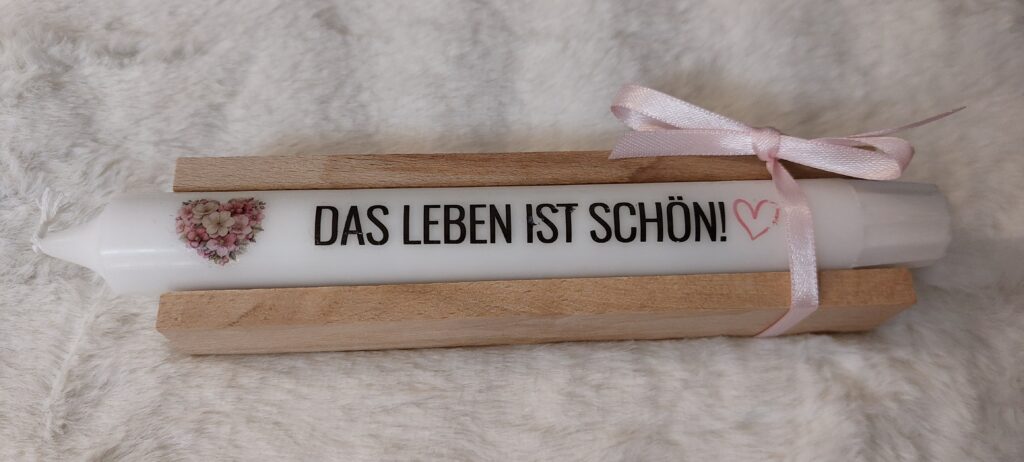 DAS LEBEN IST SCHÖN!